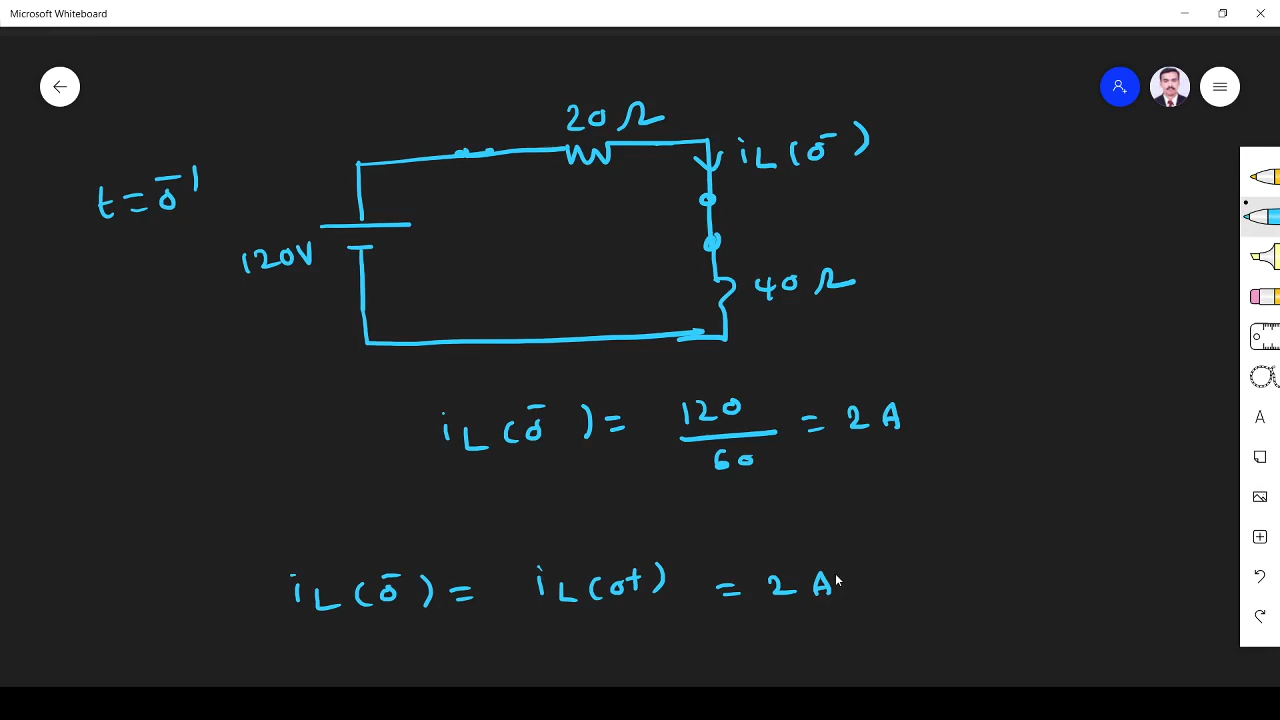 Microsoft Whiteboard
20 Ω
iL(0⁻)
t = 0⁻
120V
40 Ω
iL(0⁻) = 120/60 = 2 A
iL(0⁻) = iL(0+) = 2 A
A